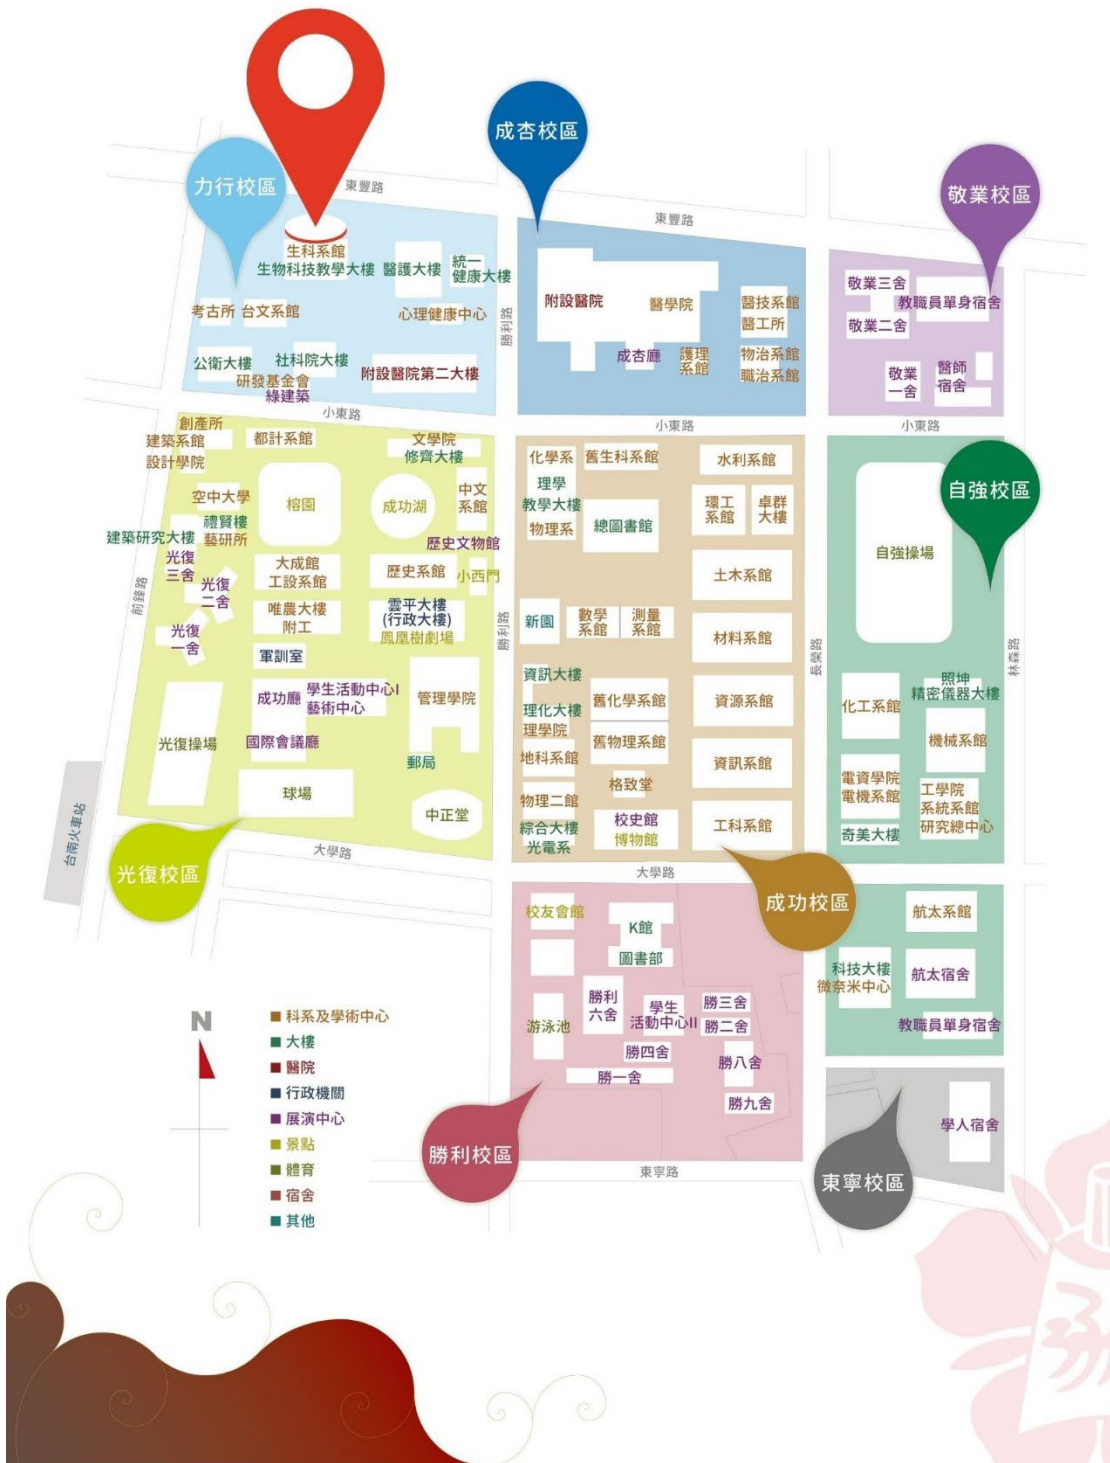 成杏校區
力行校區
敬業校區
東豐路
東豐路
生科系館
生物科技教學大樓
醫護大樓
統一
健康大樓
考古所
台文系館
心理健康中心
公衛大樓
社科院大樓
研發基金會
綠建築
附設醫院第二大樓
勝利路
附設醫院
醫學院
醫技系館
醫工所
成杏廳
護理
系館
物治系館
職治系館
敬業三舍
教職員單身宿舍
敬業二舍
敬業
一舍
醫師
宿舍
小東路
小東路
小東路
創產所
建築系館
設計學院
都計系館
文學院
修齊大樓
空中大學
榕園
成功湖
中文
系館
禮賢樓
藝研所
建築研究大樓
歷史文物館
光復
三舍
大成館
工設系館
歷史系館
小西門
光復
二舍
唯農大樓
附工
雲平大樓
(行政大樓)
鳳凰樹劇場
光復
一舍
軍訓室
成功廳
學生活動中心I
藝術中心
管理學院
國際會議廳
光復操場
郵局
球場
中正堂
前鋒路
勝利路
台南火車站
大學路
光復校區
化學系
舊生科系館
水利系館
理學
教學大樓
總圖書館
環工
系館
卓群
大樓
物理系
土木系館
新園
數學
系館
測量
系館
材料系館
資訊大樓
舊化學系館
資源系館
理化大樓
理學院
舊物理系館
地科系館
資訊系館
格致堂
物理二館
校史館
博物館
工科系館
綜合大樓
光電系
長榮路
大學路
成功校區
自強校區
自強操場
林森路
照坤
精密儀器大樓
化工系館
機械系館
電資學院
電機系館
工學院
系統系館
研究總中心
奇美大樓
航太系館
科技大樓
微奈米中心
航太宿舍
教職員單身宿舍
校友會館
K館
圖書部
勝利
六舍
學生
活動中心II
勝三舍
勝二舍
游泳池
勝四舍
勝八舍
勝一舍
勝九舍
勝利校區
東寧路
學人宿舍
東寧校區
N
科系及學術中心
大樓
醫院
行政機關
展演中心
景點
體育
宿舍
其他